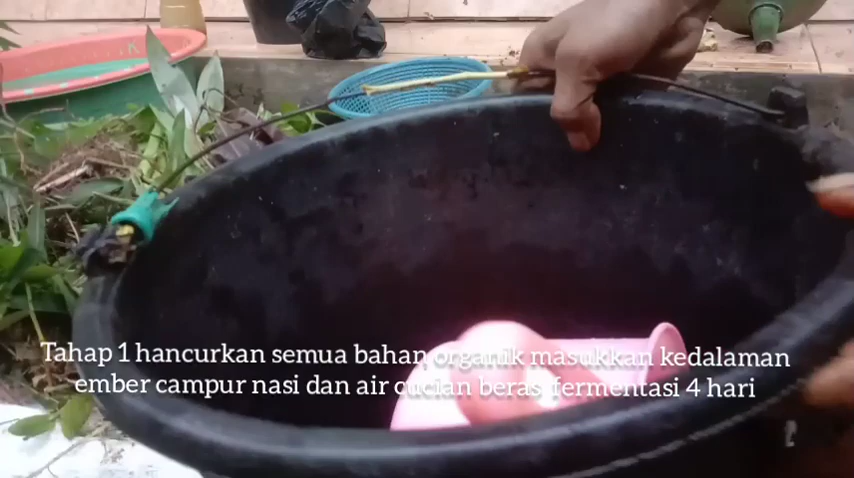 Tahap 1 hancurkan semua bahan organik masukkan kedalaman
ember campur nasi dan air cucian beras, fermentasi 4 hari